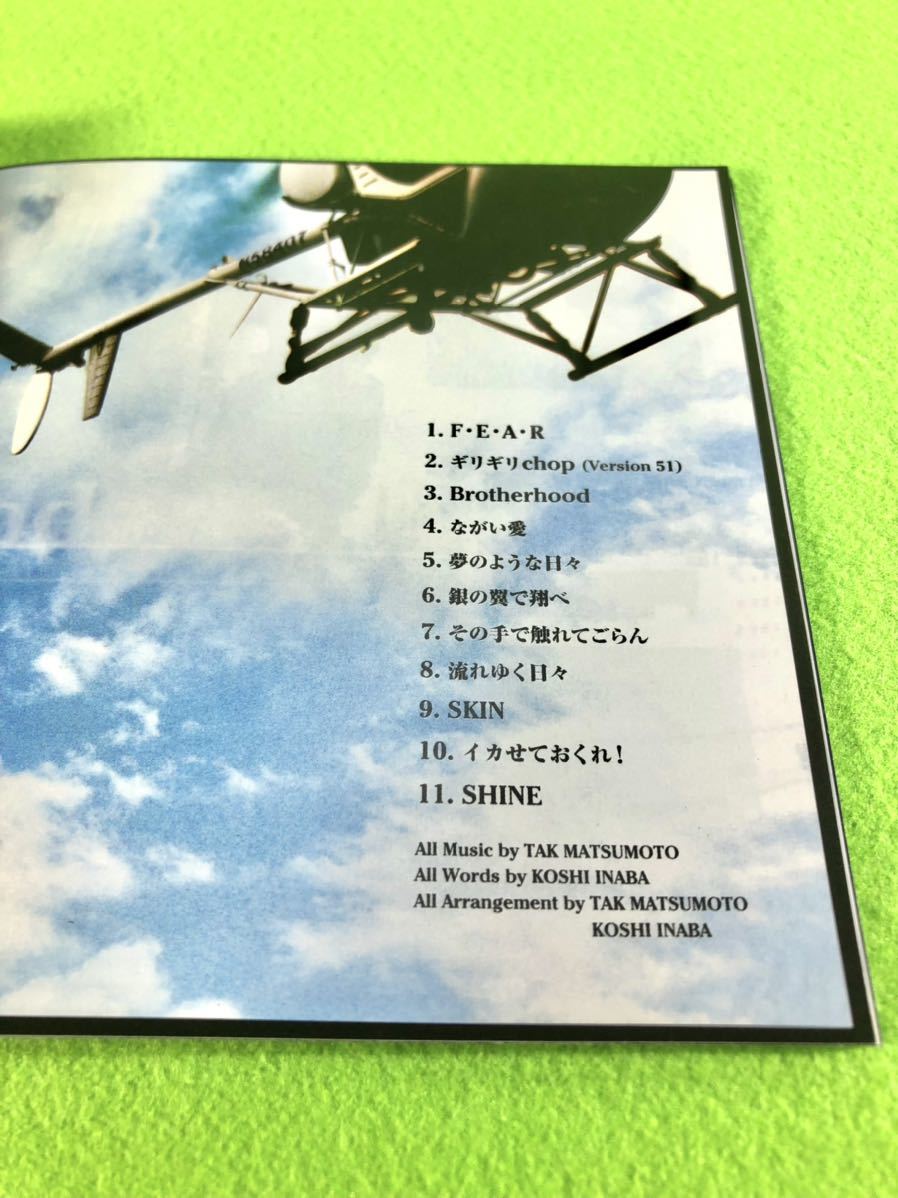 N58407
1. F・E・A・R
2. ギリギリchop (Version 51)
3. Brotherhood
4. ながい愛
5. 夢のような日々
6. 銀の翼で翔べ
7. その手で触れてごらん
8. 流れゆく日々
9. SKIN
10. イカせておくれ!
11. SHINE
All Music by TAK MATSUMOTO
All Words by KOSHI INABA
All Arrangement by TAK MATSUMOTO
KOSHI INABA